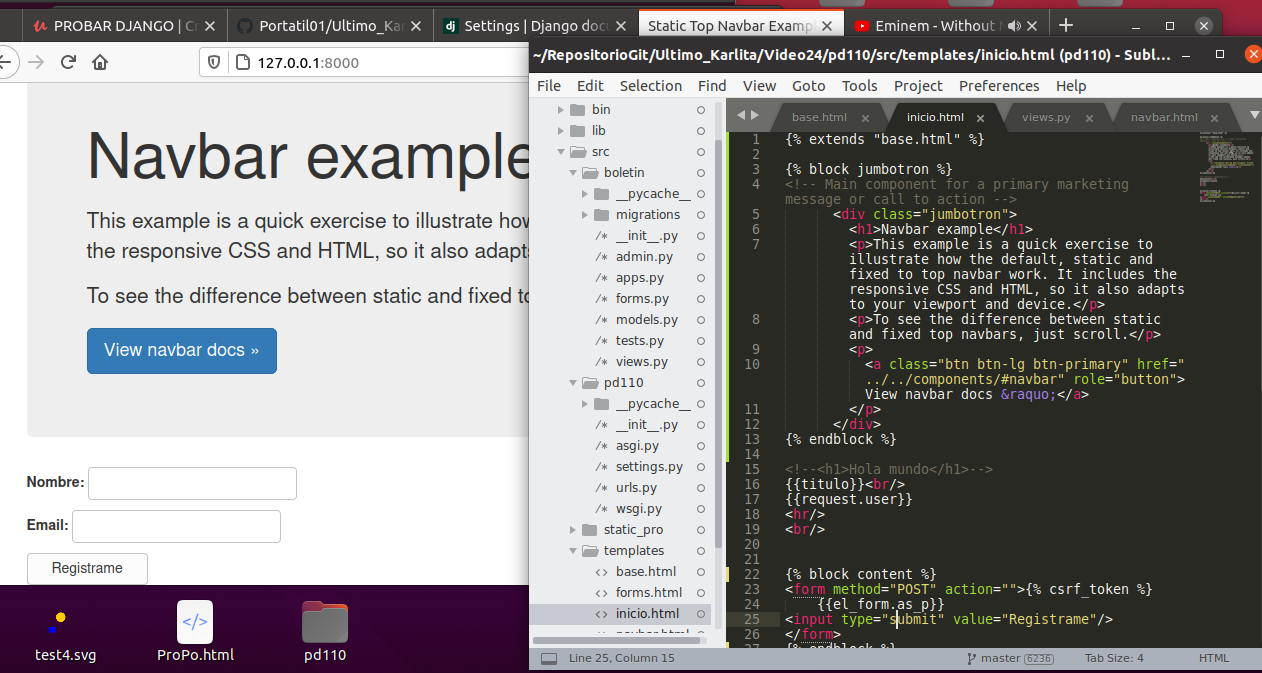 PROBAR DJANGO | Cr
Portatil01/Ultimo_Kar
dj Settings | Django docu
Static Top Navbar Examp
Eminem - Without
127.0.0.1:8000
Navbar example
This example is a quick exercise to illustrate how
the responsive CSS and HTML, so it also adapts
To see the difference between static and fixed to
View navbar docs »
Nombre:
Email:
Registrame
test4.svg
</>
ProPo.html
pd110
~/RepositorioGit/Ultimo_Karlita/Video24/pd110/src/templates/inicio.html (pd110) - Subl...
File Edit Selection Find View Goto Tools Project Preferences Help
bin
lib
src
boletin
__pycache__
migrations
/* __init__.py
/* admin.py
/* apps.py
/* forms.py
/* models.py
/* tests.py
/* views.py
pd110
__pycache__
/* __init__.py
/* asgi.py
/* settings.py
/* urls.py
/* wsgi.py
static_pro
templates
<> base.html
<> forms.html
<> inicio.html
navbar.html
base.html inicio.html views.py navbar.html
1 {% extends "base.html" %}
2
3 {% block jumbotron %}
4 <!-- Main component for a primary marketing
message or call to action -->
5 <div class="jumbotron">
6 <h1>Navbar example</h1>
7 <p>This example is a quick exercise to
illustrate how the default, static and
fixed to top navbar work. It includes the
responsive CSS and HTML, so it also adapts
to your viewport and device.</p>
8 <p>To see the difference between static
and fixed top navbars, just scroll.</p>
9 <p>
10 <a class="btn btn-lg btn-primary" href="
../../components/#navbar" role="button">
View navbar docs &raquo;</a>
11 </p>
12 </div>
13 {% endblock %}
14
15 <!--<h1>Hola mundo</h1>-->
16 {{titulo}}<br/>
17 {{request.user}}
18 <hr/>
19 <br/>
20
21
22 {% block content %}
23 <form method="POST" action="">{% csrf_token %}
24 {{el_form.as_p}}
25 <input type="submit" value="Registrame"/>
26 </form>
27 {% endblock %}
Line 25, Column 15
master 6236
Tab Size: 4
HTML